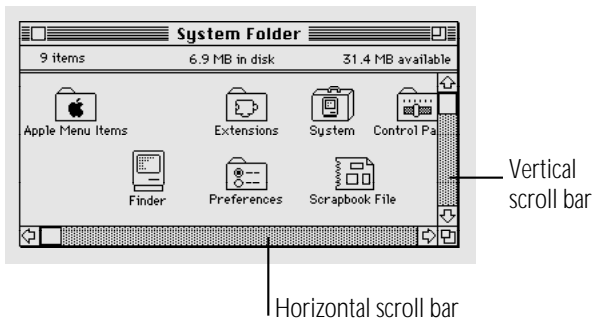 System Folder
9 items 6.9 MB in disk 31.4 MB available
Apple Menu Items Extensions System Control Pa
Finder Preferences Scrapbook File
Vertical
scroll bar
Horizontal scroll bar